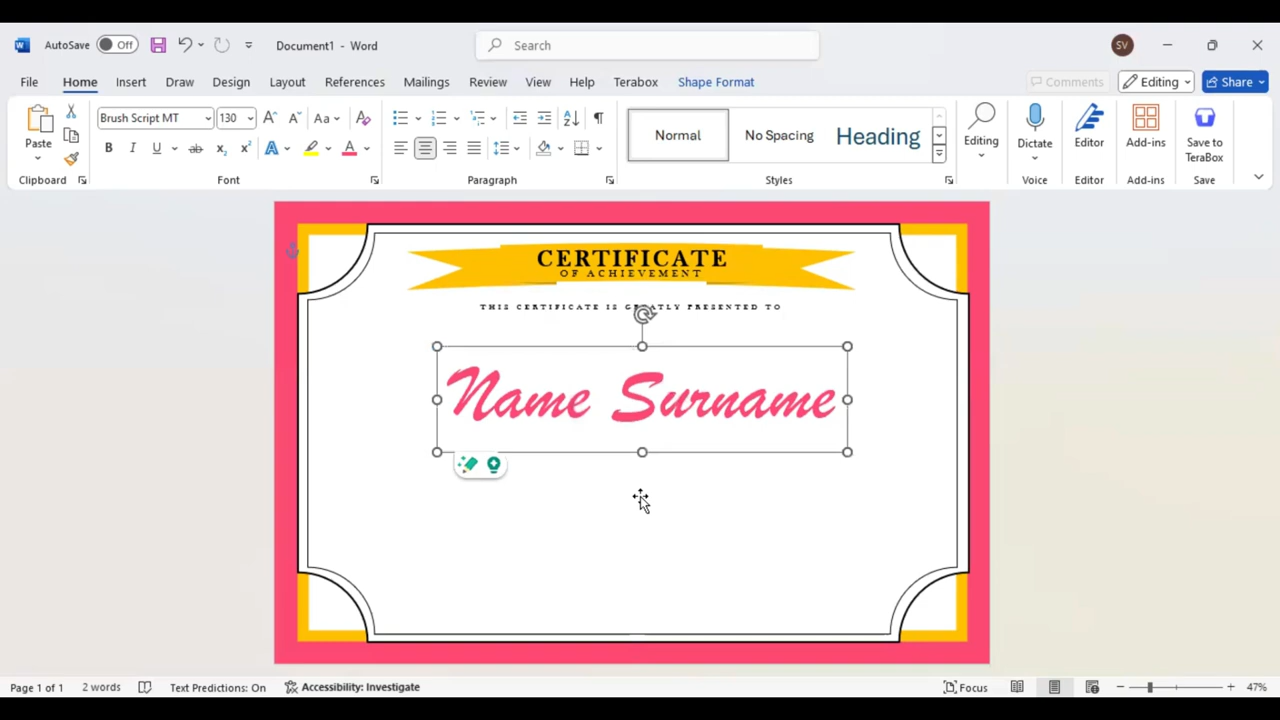 AutoSave Off Document1 - Word Search SV
File Home Insert Draw Design Layout References Mailings Review View Help Terabox Shape Format Comments Editing Share
Paste Brush Script MT 130 Normal No Spacing Heading Editing Dictate Editor Add-ins Save to TeraBox
Clipboard Font Paragraph Styles Voice Editor Add-ins Save
CERTIFICATE
OF ACHIEVEMENT
THIS CERTIFICATE IS GREATLY PRESENTED TO
Name Surname
Page 1 of 1 2 words Text Predictions: On Accessibility: Investigate Focus 47%